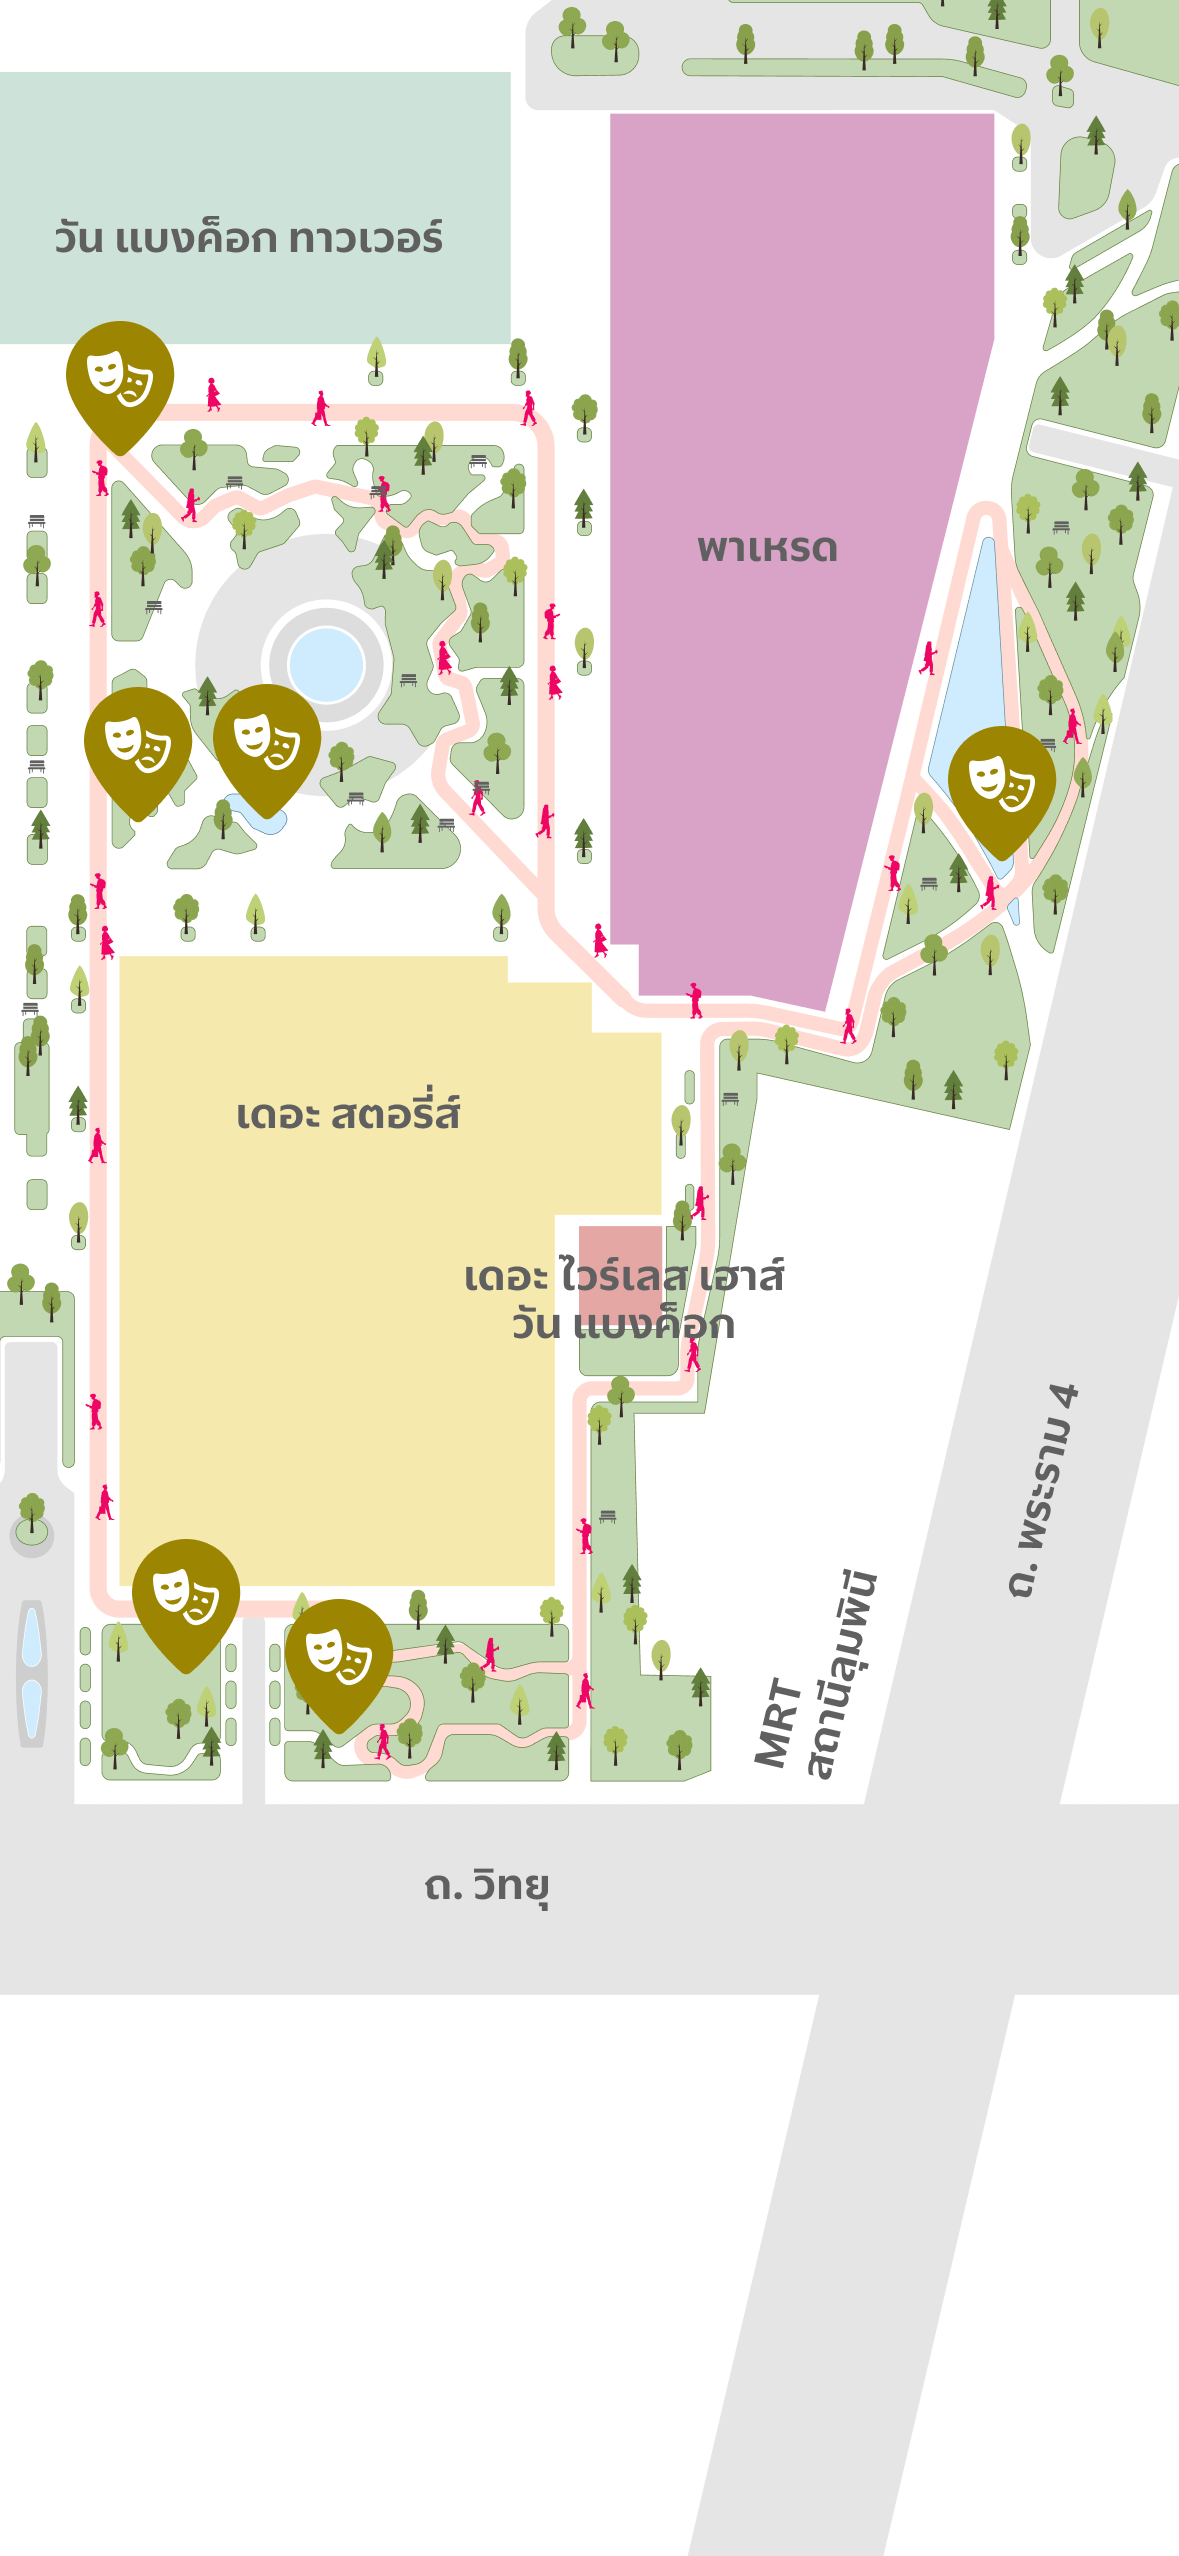 วัน แบงค็อก ทาวเวอร์
พาเหรด
เดอะ สตอรี่ส์
เดอะ ไวร์เลส เฮาส์
วัน แบงค็อก
ถ. พระราม 4
MRT
สถานีลุมพินี
ถ. วิทยุ